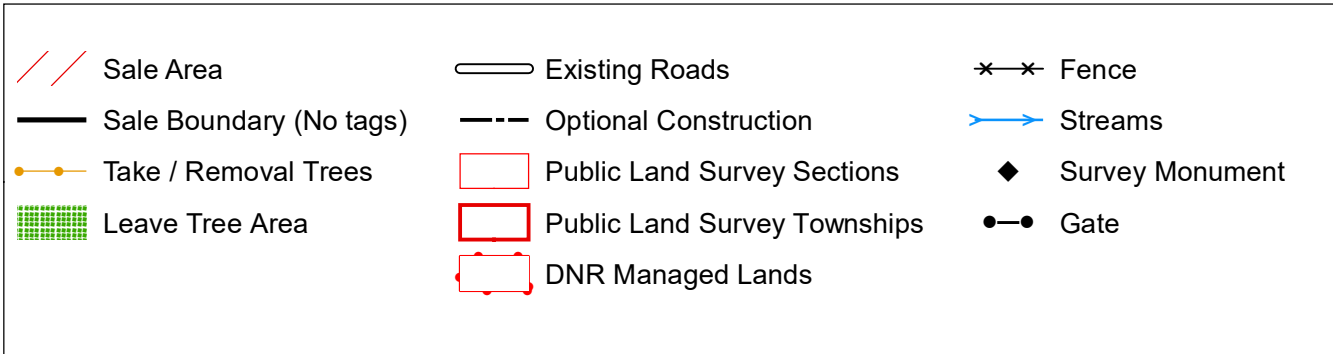 Sale Area
Sale Boundary (No tags)
Take / Removal Trees
Leave Tree Area
Existing Roads
Optional Construction
Public Land Survey Sections
Public Land Survey Townships
DNR Managed Lands
Fence
Streams
Survey Monument
Gate